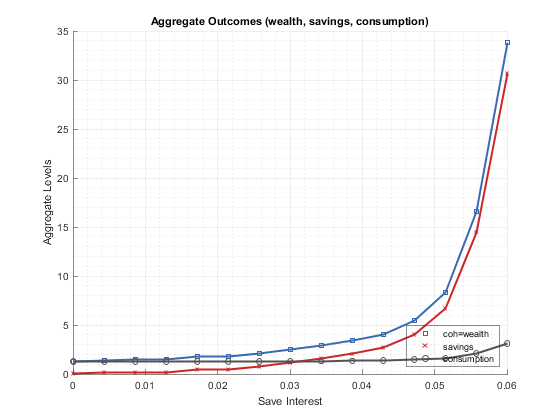 Aggregate Outcomes (wealth, savings, consumption)
35
30
25
20
15
10
5
0
Aggregate Levels
coh=wealth
savings
consumption
0 0.01 0.02 0.03 0.04 0.05 0.06
Save Interest